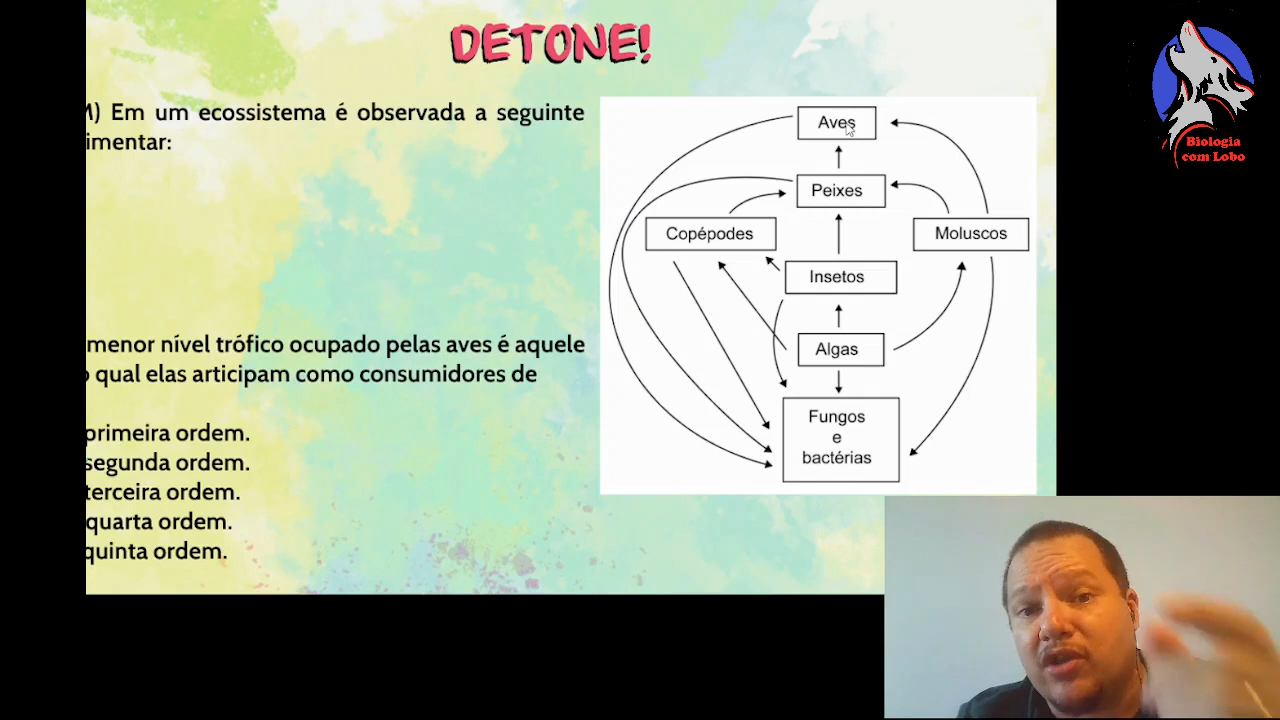 DETONE!
M) Em um ecossistema é observada a seguinte
imentar:
menor nível trófico ocupado pelas aves é aquele
o qual elas articipam como consumidores de
primeira ordem.
segunda ordem.
terceira ordem.
quarta ordem.
quinta ordem.
Aves
Peixes
Copépodes
Moluscos
Insetos
Algas
Fungos
e
bactérias
Biologia
com Lobo